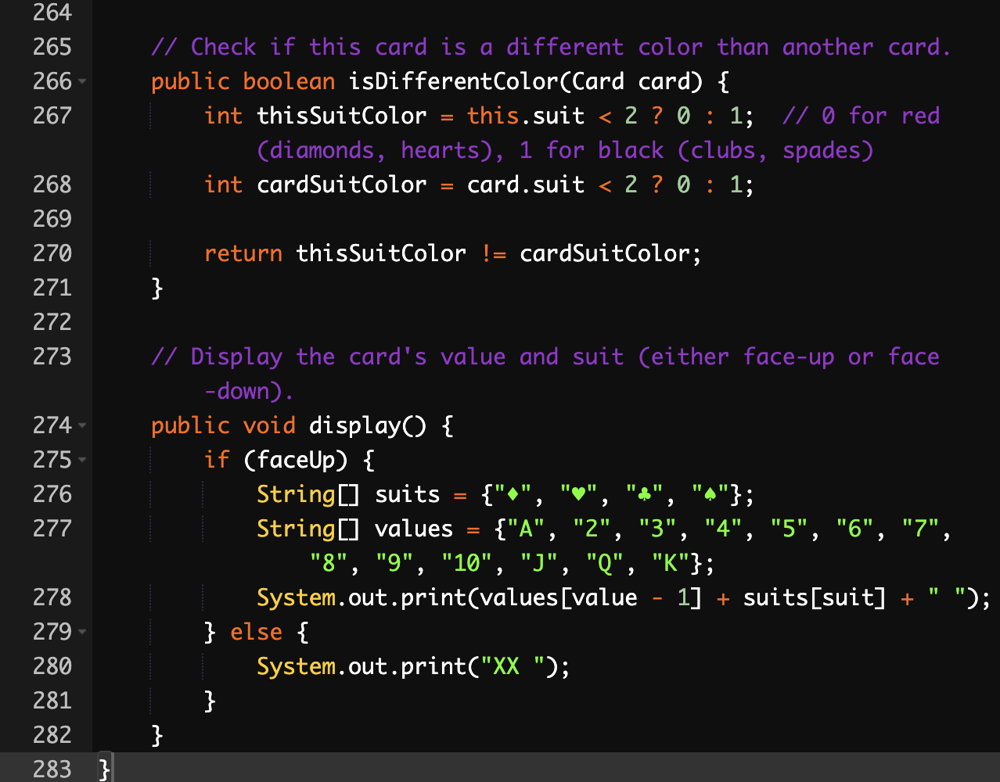 264
265 // Check if this card is a different color than another card.
266 public boolean isDifferentColor(Card card) {
267 int thisSuitColor = this.suit < 2 ? 0 : 1; // 0 for red
(diamonds, hearts), 1 for black (clubs, spades)
268 int cardSuitColor = card.suit < 2 ? 0 : 1;
269
270 return thisSuitColor != cardSuitColor;
271 }
272
273 // Display the card's value and suit (either face-up or face
-down).
274 public void display() {
275 if (faceUp) {
276 String[] suits = {"♦", "♥", "♣", "♠"};
277 String[] values = {"A", "2", "3", "4", "5", "6", "7",
"8", "9", "10", "J", "Q", "K"};
278 System.out.print(values[value - 1] + suits[suit] + " ");
279 } else {
280 System.out.print("XX ");
281 }
282 }
283 }